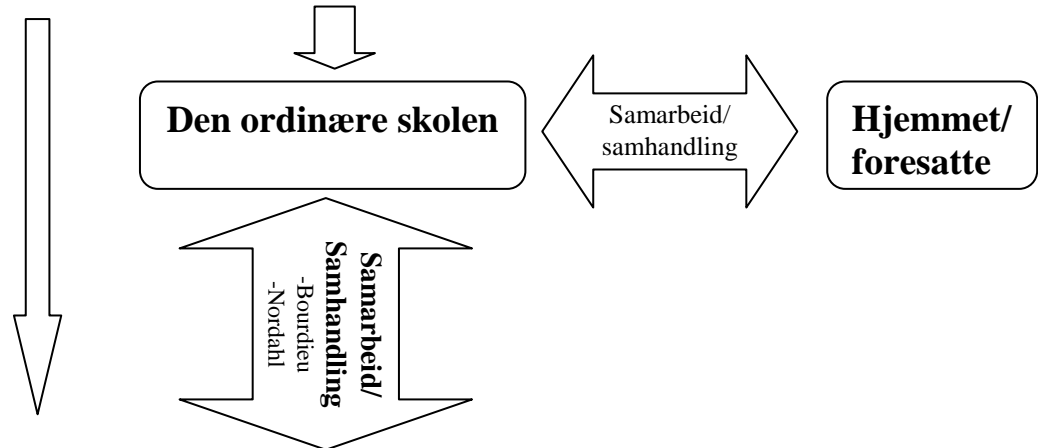 Den ordinære skolen
Samarbeid/
samhandling
Hjemmet/
foresatte
Samarbeid/
Samhandling
-Bourdieu
-Nordahl